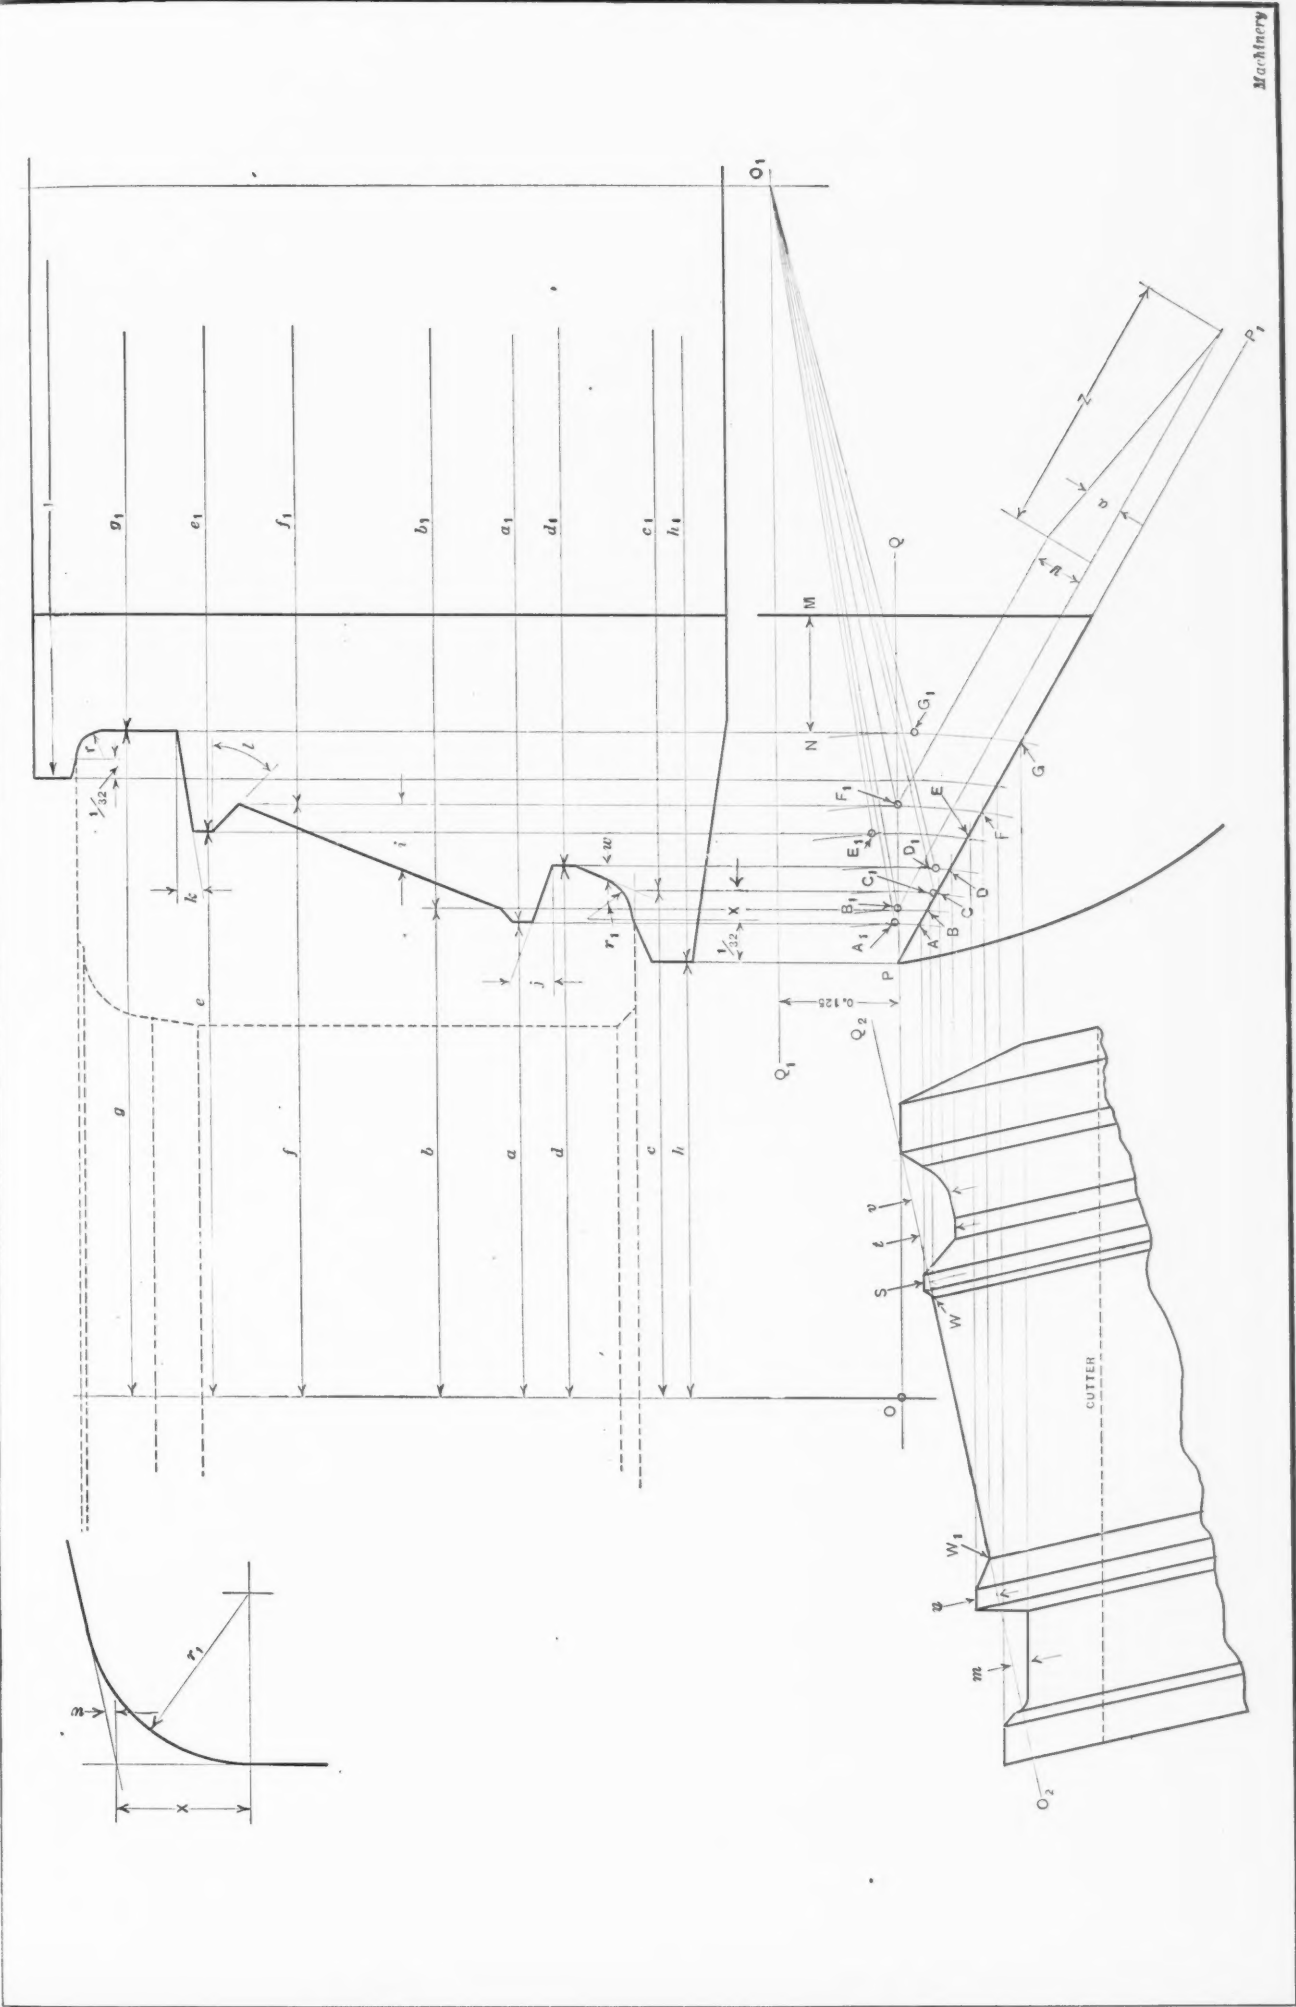 Machinery
g₁
e₁
f₁
b₁
a₁
d₁
c₁
h₁
O₁
r
1/32
l
k
i
w
r₁
x
1/32
j
g
e
f
b
a
d
c
h
N
M
Q
G₁
F₁
E₁
D₁
C₁
B₁
A₁
P
E
G
F
D
C
B
A
Z
y
a
P₁
0.125
Q₁
Q₂
v
t
S
W
O
CUTTER
W₁
u
m
O₂
r₁
x